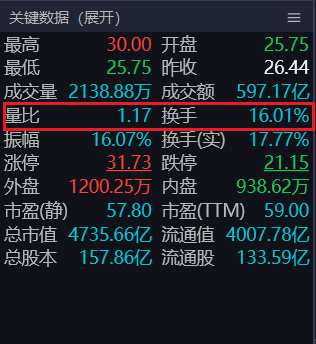 关键数据（展开）
最高 30.00 开盘 25.75
最低 25.75 昨收 26.44
成交量 2138.88万 成交额 597.17亿
量比 1.17 换手 16.01%
振幅 16.07% 换手(实) 17.77%
涨停 31.73 跌停 21.15
外盘 1200.25万 内盘 938.62万
市盈(静) 57.80 市盈(TTM) 59.00
总市值 4735.66亿 流通值 4007.78亿
总股本 157.86亿 流通股 133.59亿